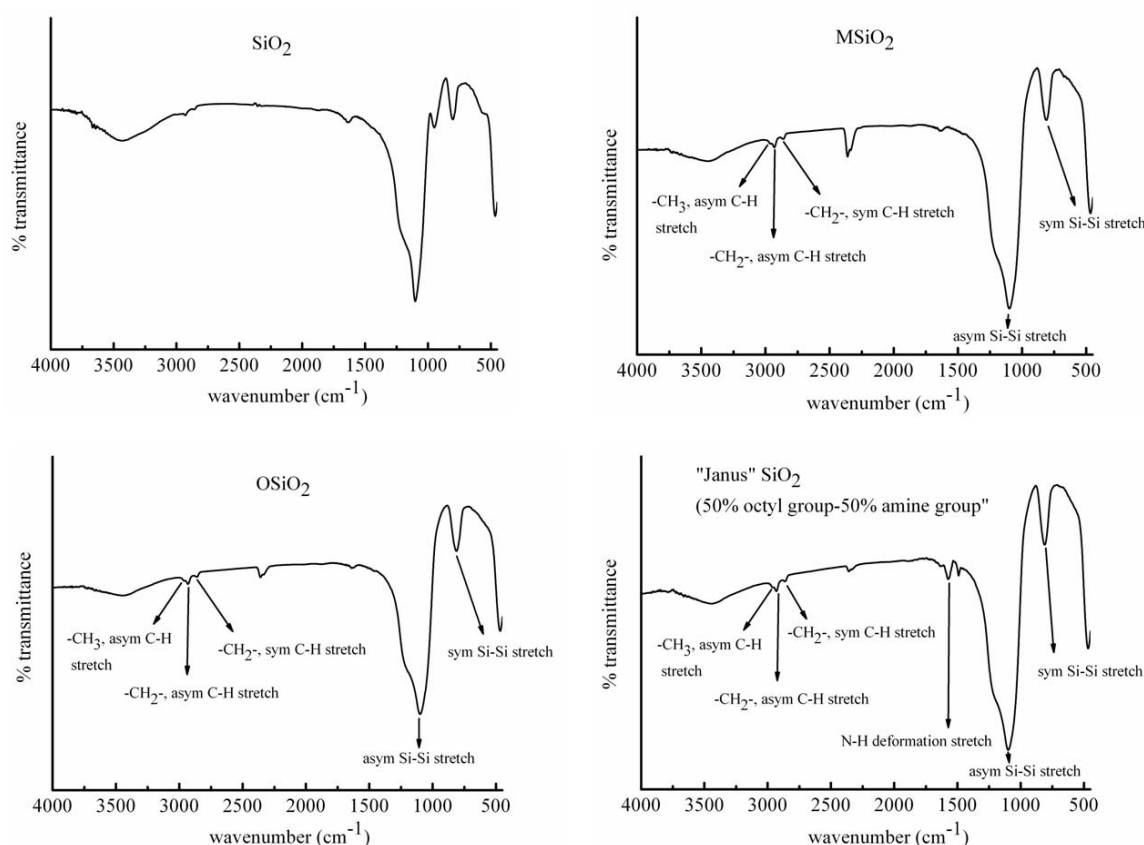 SiO2
% transmittance
4000 3500 3000 2500 2000 1500 1000 500
wavenumber (cm-1)
MSiO2
% transmittance
-CH3, asym C-H
stretch
-CH2-, sym C-H stretch
-CH2-, asym C-H stretch
sym Si-Si stretch
asym Si-Si stretch
4000 3500 3000 2500 2000 1500 1000 500
wavenumber (cm-1)
OSiO2
% transmittance
-CH3, asym C-H
stretch
-CH2-, sym C-H stretch
-CH2-, asym C-H stretch
sym Si-Si stretch
asym Si-Si stretch
4000 3500 3000 2500 2000 1500 1000 500
wavenumber (cm-1)
"Janus" SiO2
(50% octyl group-50% amine group"
% transmittance
-CH3, asym C-H
stretch
-CH2-, sym C-H stretch
-CH2-, asym C-H stretch
sym Si-Si stretch
N-H deformation stretch
asym Si-Si stretch
4000 3500 3000 2500 2000 1500 1000 500
wavenumber (cm-1)